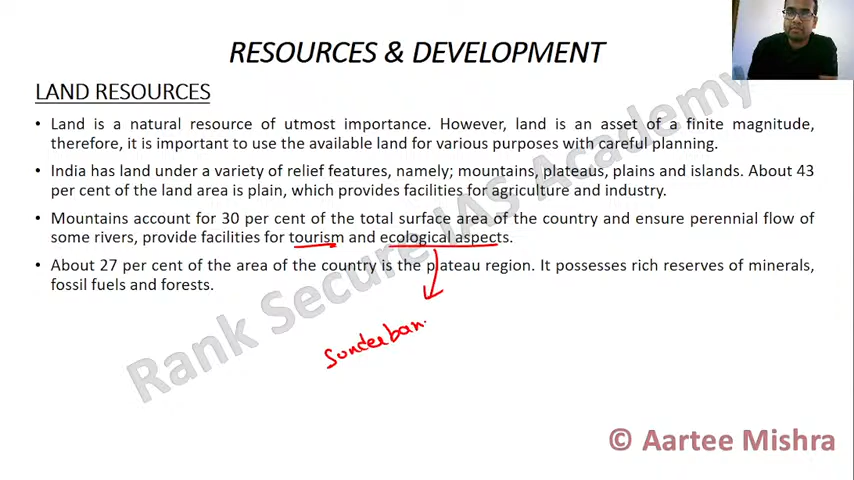 RESOURCES & DEVELOPMENT
LAND RESOURCES
• Land is a natural resource of utmost importance. However, land is an asset of a finite magnitude,
therefore, it is important to use the available land for various purposes with careful planning.
• India has land under a variety of relief features, namely; mountains, plateaus, plains and islands. About 43
per cent of the land area is plain, which provides facilities for agriculture and industry.
• Mountains account for 30 per cent of the total surface area of the country and ensure perennial flow of
some rivers, provide facilities for tourism and ecological aspects.
• About 27 per cent of the area of the country is the plateau region. It possesses rich reserves of minerals,
fossil fuels and forests.
Sunderban
Rank Secure IAS Academy
© Aartee Mishra